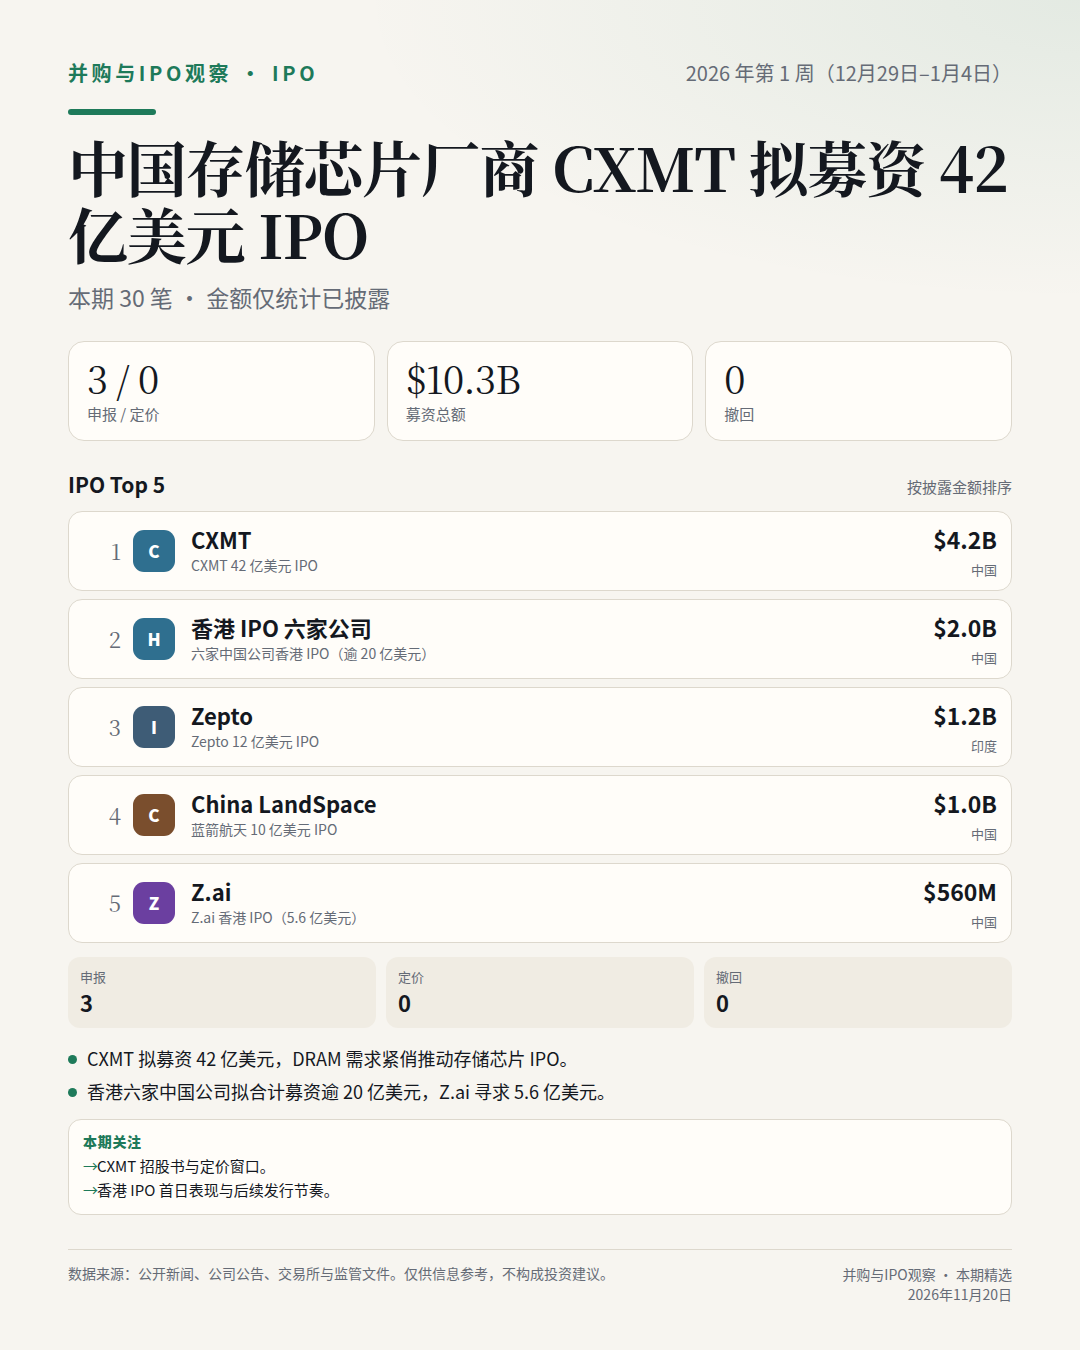 并购与IPO观察 · IPO
2026 年第 1 周（12月29日–1月4日）
中国存储芯片厂商 CXMT 拟募资 42
亿美元 IPO
本期 30 笔 · 金额仅统计已披露
3 / 0
申报 / 定价
$10.3B
募资总额
0
撤回
IPO Top 5
按披露金额排序
1
C
CXMT
CXMT 42 亿美元 IPO
$4.2B
中国
2
H
香港 IPO 六家公司
六家中国公司香港 IPO（逾 20 亿美元）
$2.0B
中国
3
I
Zepto
Zepto 12 亿美元 IPO
$1.2B
印度
4
C
China LandSpace
蓝箭航天 10 亿美元 IPO
$1.0B
中国
5
Z
Z.ai
Z.ai 香港 IPO（5.6 亿美元）
$560M
中国
申报
3
定价
0
撤回
0
CXMT 拟募资 42 亿美元，DRAM 需求紧俏推动存储芯片 IPO。
香港六家中国公司拟合计募资逾 20 亿美元，Z.ai 寻求 5.6 亿美元。
本期关注
→CXMT 招股书与定价窗口。
→香港 IPO 首日表现与后续发行节奏。
数据来源：公开新闻、公司公告、交易所与监管文件。仅供信息参考，不构成投资建议。
并购与IPO观察 · 本期精选
2026年11月20日